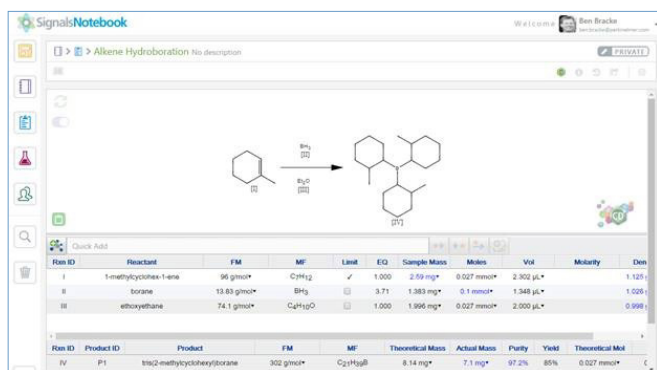 SignalsNotebook
Welcome Ben Bracke
ben.bracke@perkinelmer.com
> > Alkene Hydroboration No description PRIVATE
BH3
[II]
Et2O
[III]
[I]
B
[IV]
Quick Add
Rxn ID Reactant FM MF Limit EQ Sample Mass Moles Vol Molarity Den
I 1-methylcyclohex-1-ene 96 g/mol C7H12 ✓ 1.000 2.59 mg 0.027 mmol 2.302 µL 1.125
II borane 13.83 g/mol BH3 3.71 1.383 mg 0.1 mmol 1.348 µL 1.026
III ethoxyethane 74.1 g/mol C4H10O 1.000 1.996 mg 0.027 mmol 2.000 µL 0.998
Rxn ID Product ID Product FM MF Theoretical Mass Actual Mass Purity Yield Theoretical Mol
IV P1 tris(2-methylcyclohexyl)borane 302 g/mol C21H39B 8.14 mg 7.1 mg 97.2% 85% 0.027 mmol